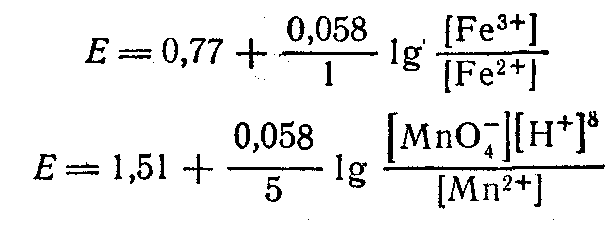 E = 0,77 + 0,058/1 lg [Fe³⁺]/[Fe²⁺]
E = 1,51 + 0,058/5 lg [MnO₄⁻][H⁺]⁸/[Mn²⁺]